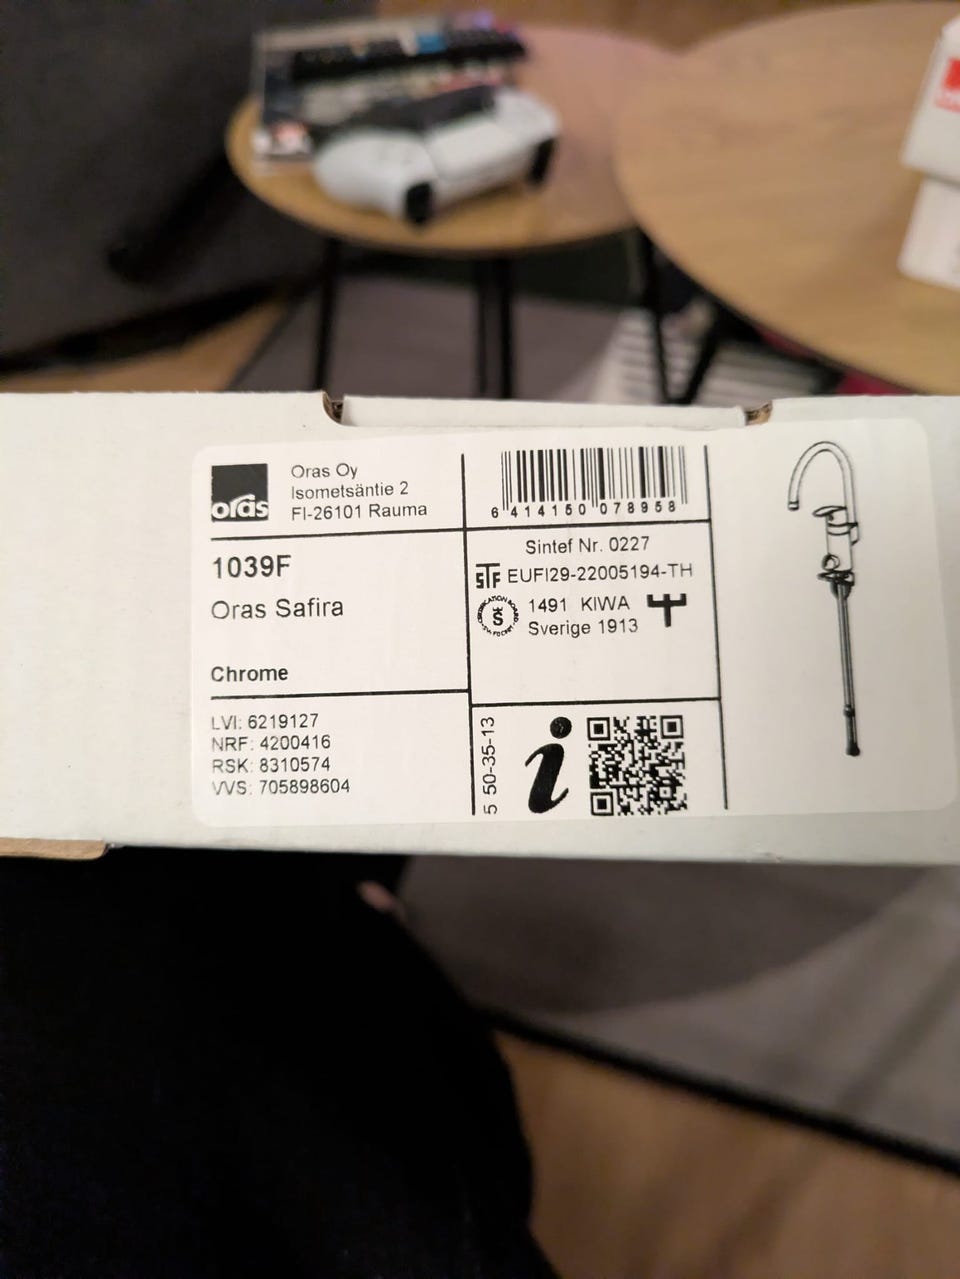 oras
Oras Oy
Isometsäntie 2
FI-26101 Rauma
6 414150 078958
1039F
Oras Safira
Chrome
Sintef Nr. 0227
STF EUFI29-22005194-TH
1491 KIWA
Sverige 1913
LVI: 6219127
NRF: 4200416
RSK: 8310574
VVS: 705898604
5 50-35-13
i